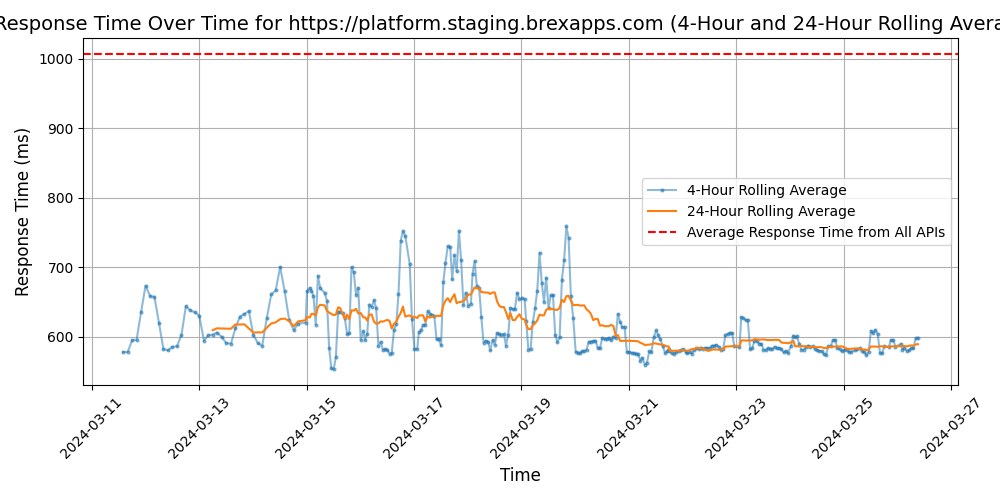 Response Time Over Time for https://platform.staging.brexapps.com (4-Hour and 24-Hour Rolling Avera
1000
900
800
700
600
Response Time (ms)
4-Hour Rolling Average
24-Hour Rolling Average
Average Response Time from All APIs
2024-03-11
2024-03-13
2024-03-15
2024-03-17
2024-03-19
2024-03-21
2024-03-23
2024-03-25
2024-03-27
Time